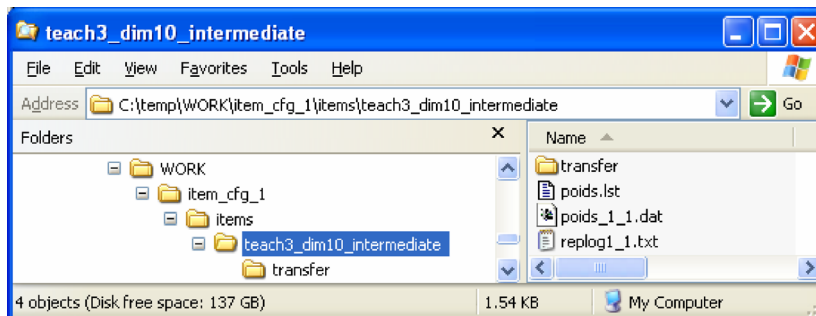 teach3_dim10_intermediate
File Edit View Favorites Tools Help
Address C:\temp\WORK\item_cfg_1\items\teach3_dim10_intermediate Go
Folders x Name
WORK
item_cfg_1
items
teach3_dim10_intermediate
transfer
transfer
poids.lst
poids_1_1.dat
replog1_1.txt
4 objects (Disk free space: 137 GB) 1.54 KB My Computer